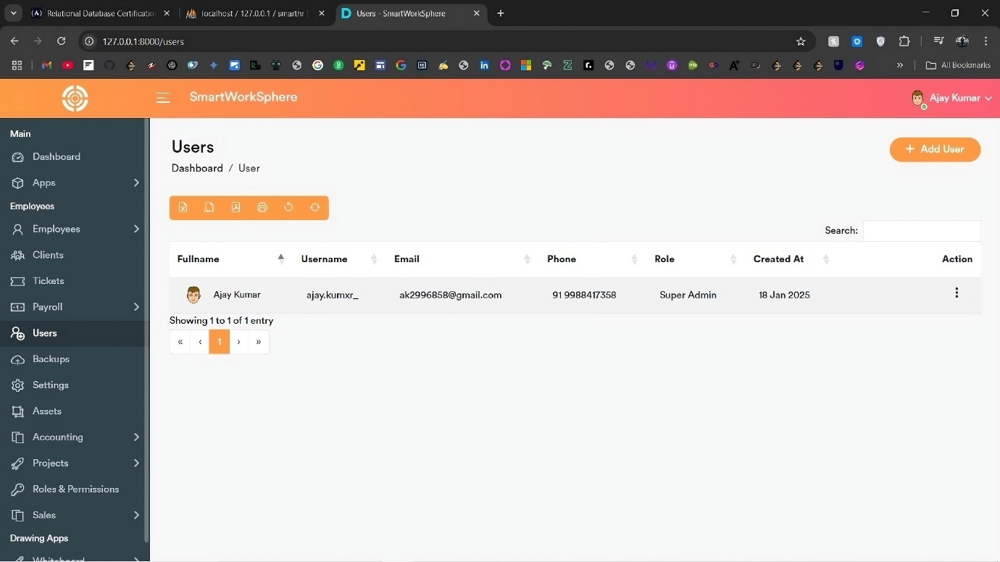 Relational Database Certificatio
localhost / 127.0.0.1 / smarthr
Users - SmartWorkSphere
127.0.0.1:8000/users
All Bookmarks
SmartWorkSphere
Ajay Kumar
Main
Dashboard
Apps
Employees
Employees
Clients
Tickets
Payroll
Users
Backups
Settings
Assets
Accounting
Projects
Roles & Permissions
Sales
Drawing Apps
Whiteboard
Users
+ Add User
Dashboard / User
Search:
Fullname Username Email Phone Role Created At Action
Ajay Kumar ajay.kumxr_ ak2996858@gmail.com 91 9988417358 Super Admin 18 Jan 2025
Showing 1 to 1 of 1 entry
« ‹ 1 › »